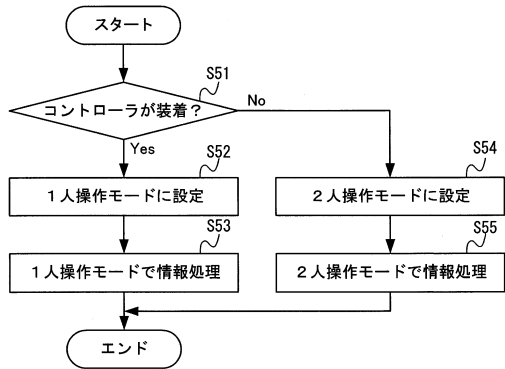 スタート
S51
コントローラが装着？
No
Yes
S52
１人操作モードに設定
S54
２人操作モードに設定
S53
１人操作モードで情報処理
S55
２人操作モードで情報処理
エンド